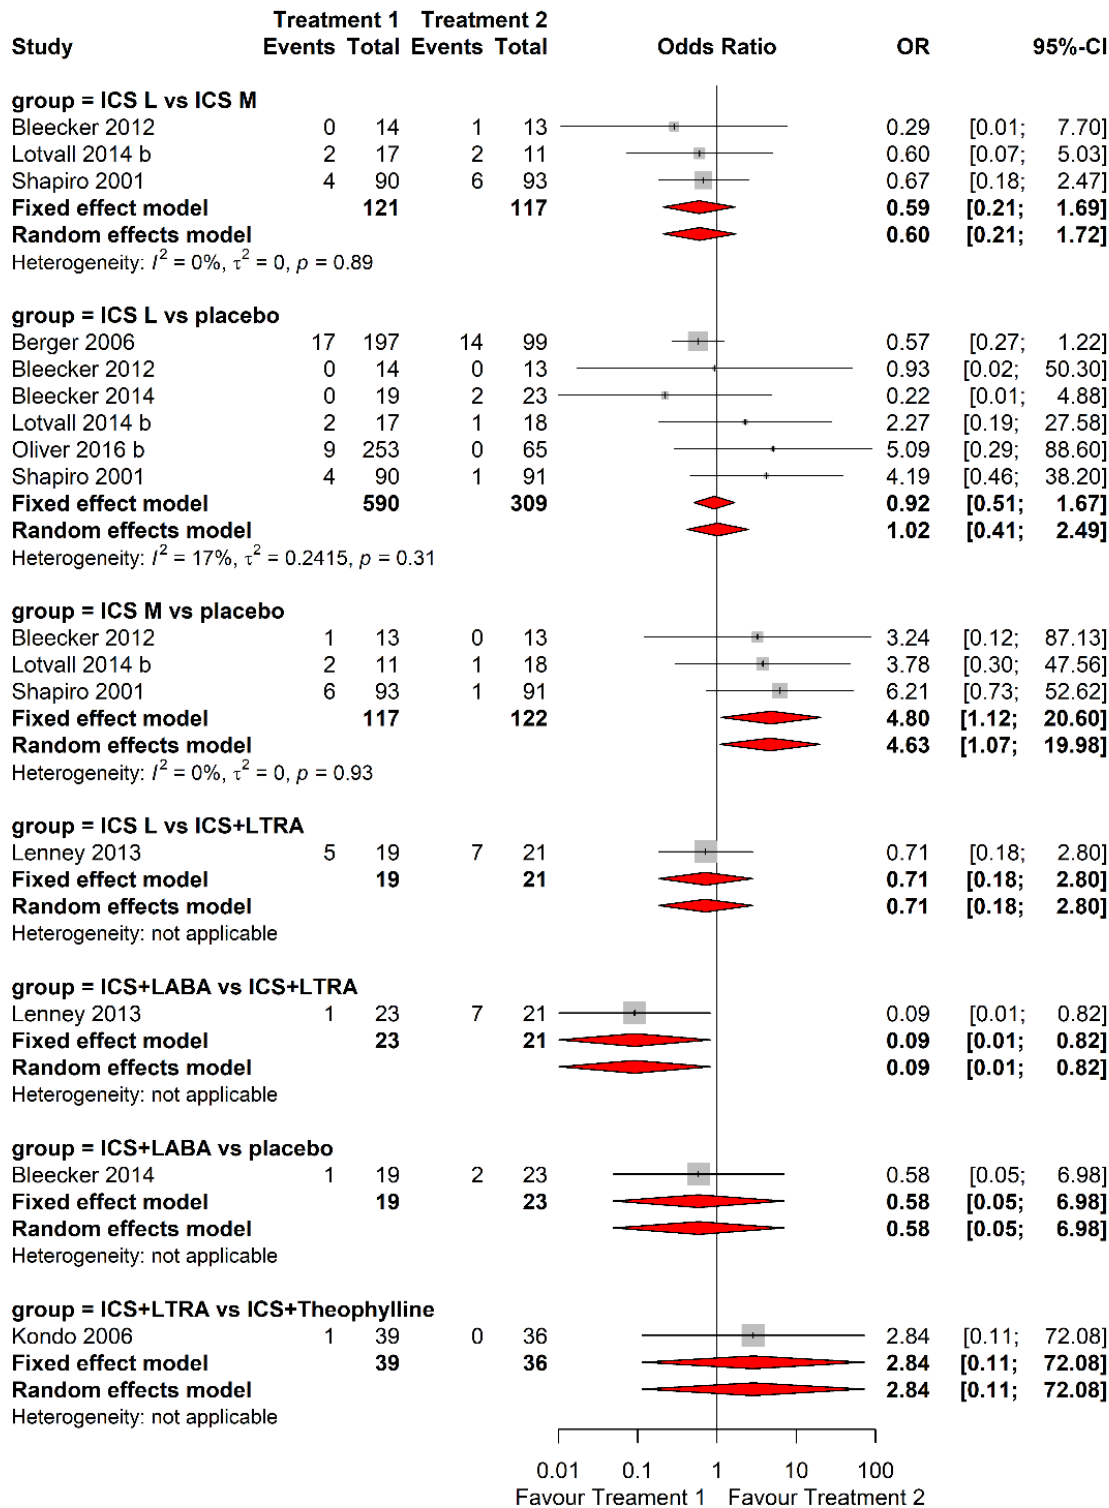 Treatment 1 Treatment 2
Study Events Total Events Total Odds Ratio OR 95%-CI
group = ICS L vs ICS M
Bleecker 2012 0 14 1 13 0.29 [0.01; 7.70]
Lotvall 2014 b 2 17 2 11 0.60 [0.07; 5.03]
Shapiro 2001 4 90 6 93 0.67 [0.18; 2.47]
Fixed effect model 121 117 0.59 [0.21; 1.69]
Random effects model 0.60 [0.21; 1.72]
Heterogeneity: I² = 0%, τ² = 0, p = 0.89
group = ICS L vs placebo
Berger 2006 17 197 14 99 0.57 [0.27; 1.22]
Bleecker 2012 0 14 0 13 0.93 [0.02; 50.30]
Bleecker 2014 0 19 2 23 0.22 [0.01; 4.88]
Lotvall 2014 b 2 17 1 18 2.27 [0.19; 27.58]
Oliver 2016 b 9 253 0 65 5.09 [0.29; 88.60]
Shapiro 2001 4 90 1 91 4.19 [0.46; 38.20]
Fixed effect model 590 309 0.92 [0.51; 1.67]
Random effects model 1.02 [0.41; 2.49]
Heterogeneity: I² = 17%, τ² = 0.2415, p = 0.31
group = ICS M vs placebo
Bleecker 2012 1 13 0 13 3.24 [0.12; 87.13]
Lotvall 2014 b 2 11 1 18 3.78 [0.30; 47.56]
Shapiro 2001 6 93 1 91 6.21 [0.73; 52.62]
Fixed effect model 117 122 4.80 [1.12; 20.60]
Random effects model 4.63 [1.07; 19.98]
Heterogeneity: I² = 0%, τ² = 0, p = 0.93
group = ICS L vs ICS+LTRA
Lenney 2013 5 19 7 21 0.71 [0.18; 2.80]
Fixed effect model 19 21 0.71 [0.18; 2.80]
Random effects model 0.71 [0.18; 2.80]
Heterogeneity: not applicable
group = ICS+LABA vs ICS+LTRA
Lenney 2013 1 23 7 21 0.09 [0.01; 0.82]
Fixed effect model 23 21 0.09 [0.01; 0.82]
Random effects model 0.09 [0.01; 0.82]
Heterogeneity: not applicable
group = ICS+LABA vs placebo
Bleecker 2014 1 19 2 23 0.58 [0.05; 6.98]
Fixed effect model 19 23 0.58 [0.05; 6.98]
Random effects model 0.58 [0.05; 6.98]
Heterogeneity: not applicable
group = ICS+LTRA vs ICS+Theophylline
Kondo 2006 1 39 0 36 2.84 [0.11; 72.08]
Fixed effect model 39 36 2.84 [0.11; 72.08]
Random effects model 2.84 [0.11; 72.08]
Heterogeneity: not applicable
0.01 0.1 1 10 100
Favour Treament 1 Favour Treatment 2